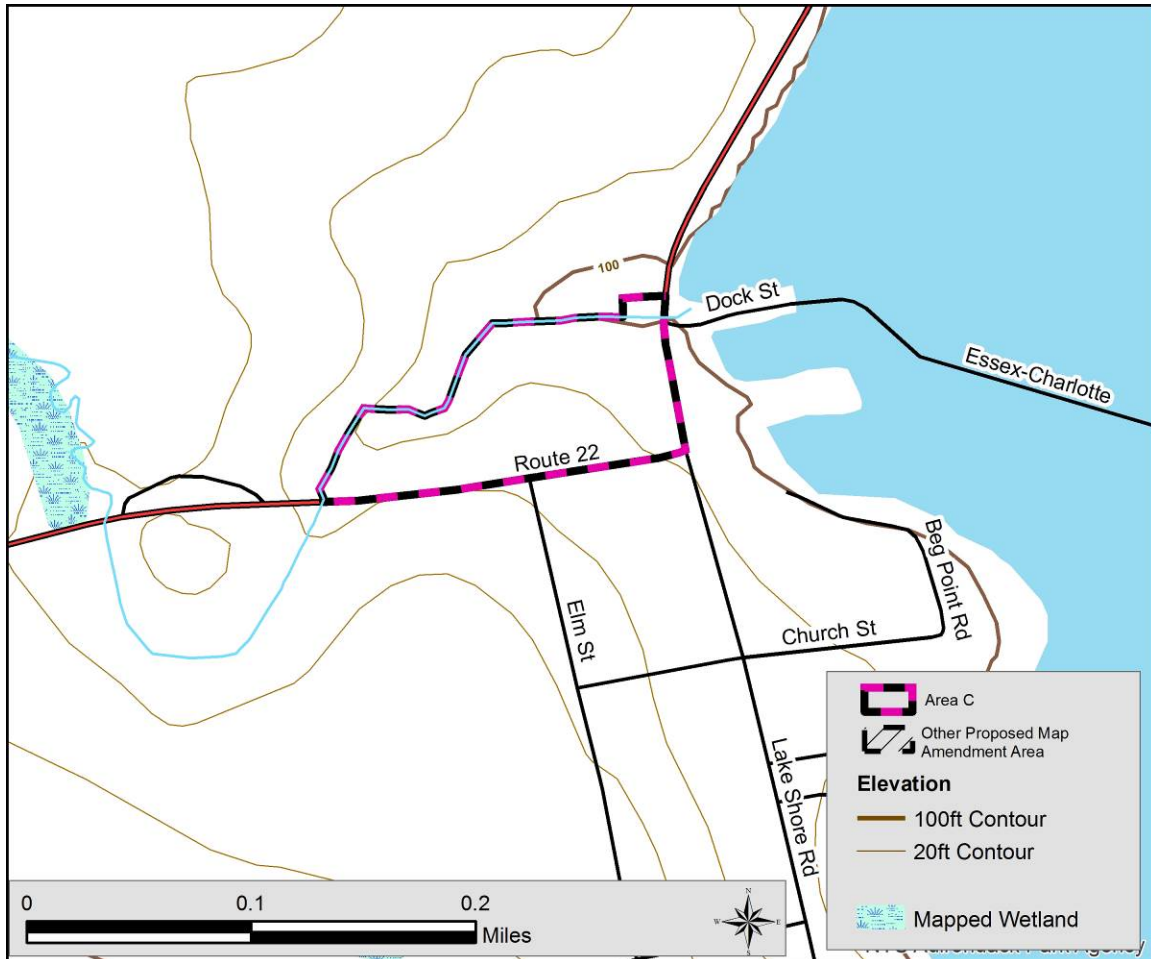 100
Dock St
Essex-Charlotte
Route 22
Beg Point Rd
Elm St
Church St
Lake Shore Rd
Area C
Other Proposed Map
Amendment Area
Elevation
100ft Contour
20ft Contour
Mapped Wetland
0 0.1 0.2
Miles
N
W E
S